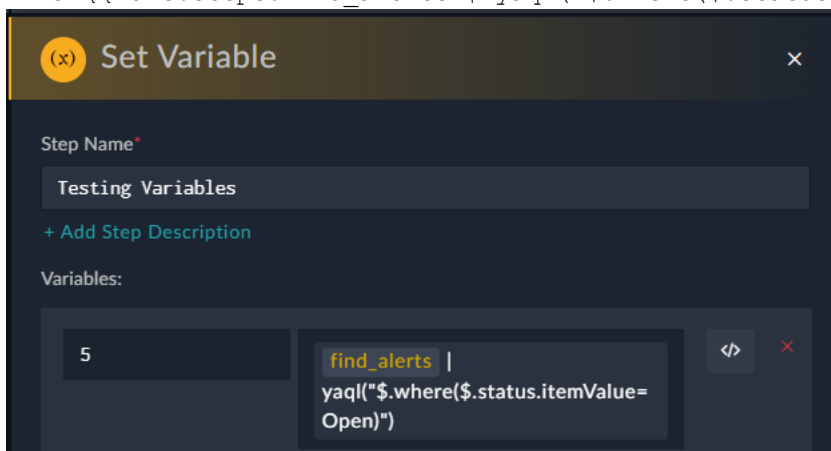 (x) Set Variable ×
Step Name*
Testing Variables
+ Add Step Description
Variables:
5
find_alerts |
yaql("$.where($.status.itemValue=
Open)")
</> ×